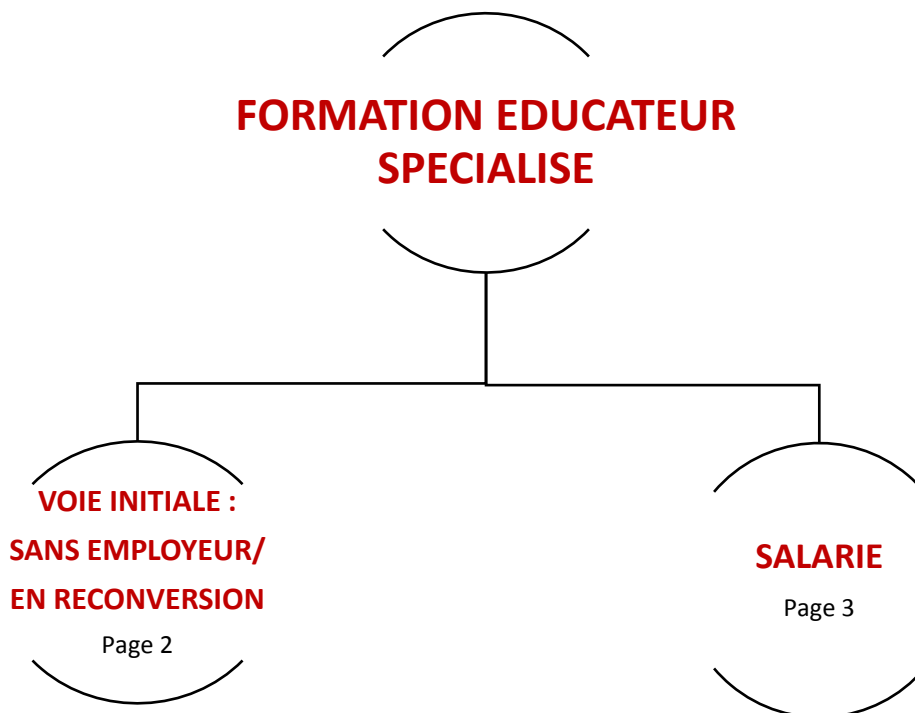 FORMATION EDUCATEUR
SPECIALISE
VOIE INITIALE :
SANS EMPLOYEUR/
EN RECONVERSION
Page 2
SALARIE
Page 3